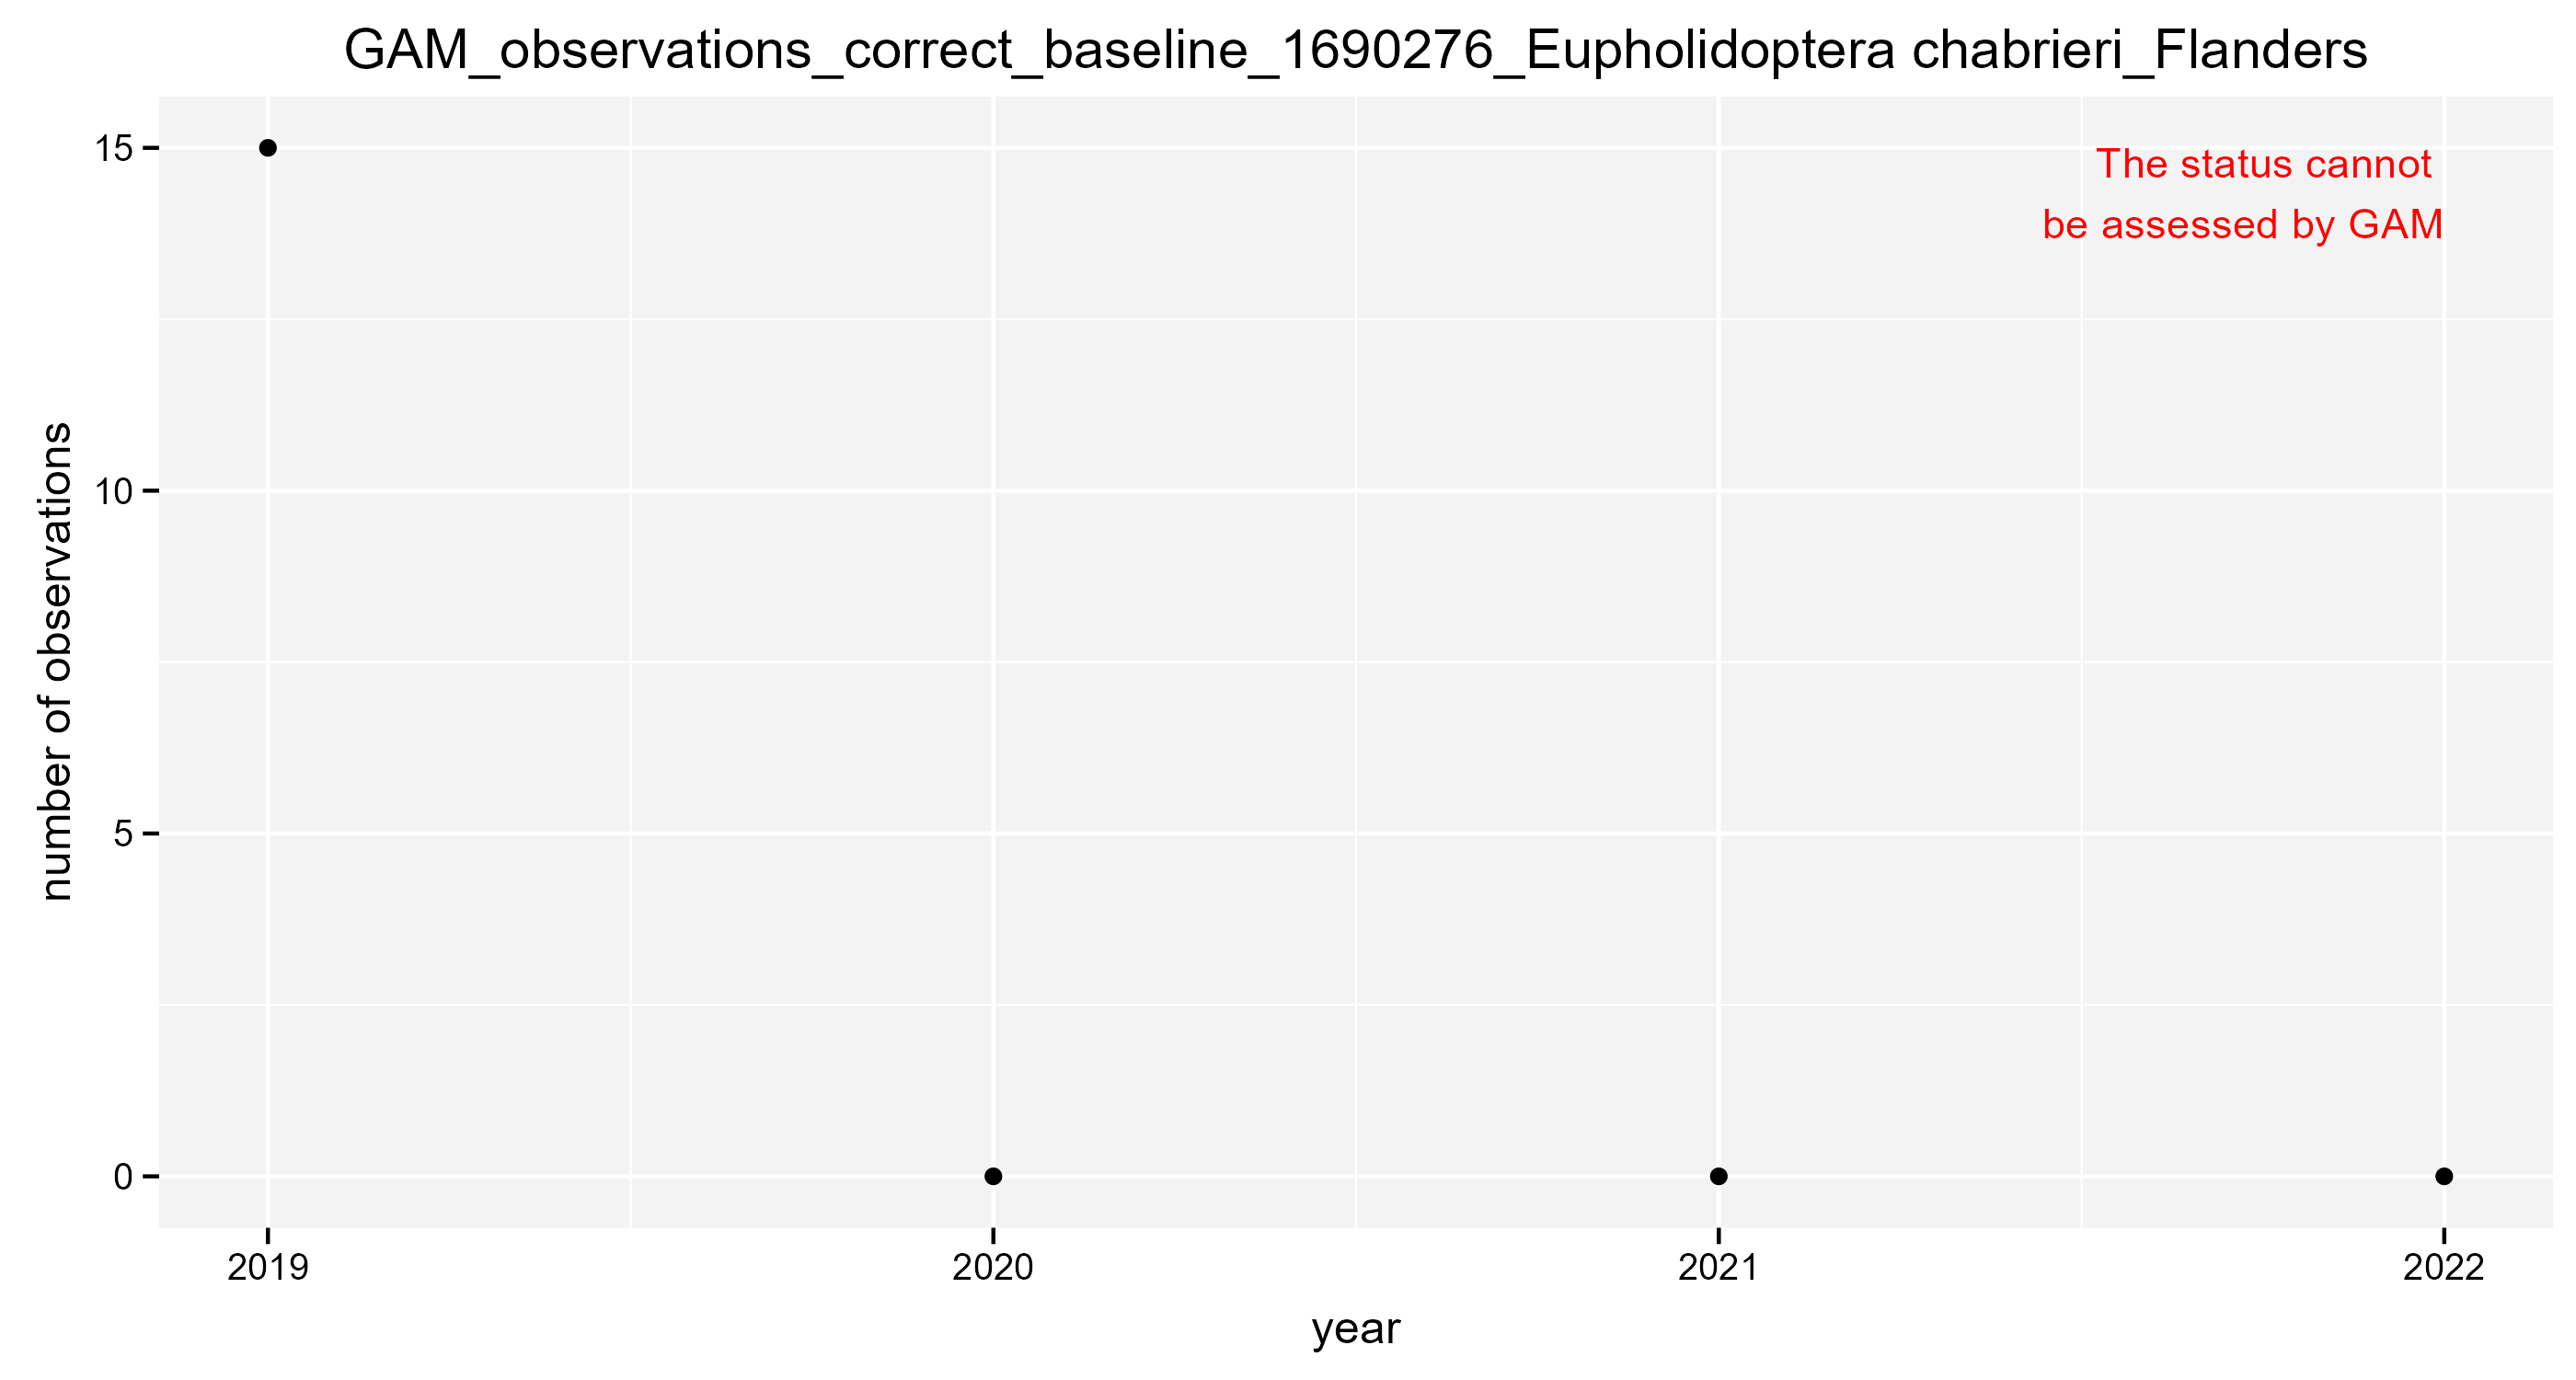 GAM_observations_correct_baseline_1690276_Eupholidoptera chabrieri_Flanders
15
The status cannot
be assessed by GAM
10
5
0
number of observations
2019
2020
2021
2022
year